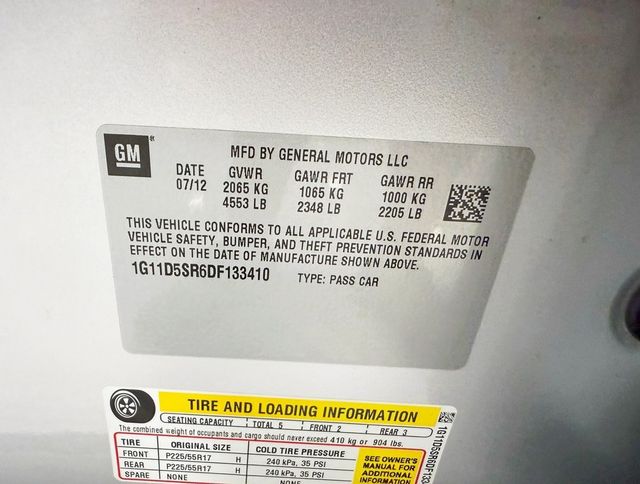 GM®
MFD BY GENERAL MOTORS LLC
DATE GVWR GAWR FRT GAWR RR
07/12 2065 KG 1065 KG 1000 KG
4553 LB 2348 LB 2205 LB
THIS VEHICLE CONFORMS TO ALL APPLICABLE U.S. FEDERAL MOTOR
VEHICLE SAFETY, BUMPER, AND THEFT PREVENTION STANDARDS IN
EFFECT ON THE DATE OF MANUFACTURE SHOWN ABOVE.
1G11D5SR6DF133410 TYPE: PASS CAR
TIRE AND LOADING INFORMATION
SEATING CAPACITY TOTAL 5 FRONT 2 REAR 3
The combined weight of occupants and cargo should never exceed 410 kg or 904 lbs.
TIRE ORIGINAL SIZE COLD TIRE PRESSURE
FRONT P225/55R17 H 240 kPa, 35 PSI
REAR P225/55R17 H 240 kPa, 35 PSI
SPARE NONE NONE
SEE OWNER'S
MANUAL FOR
ADDITIONAL
INFORMATION
1G11D5SR6DF133